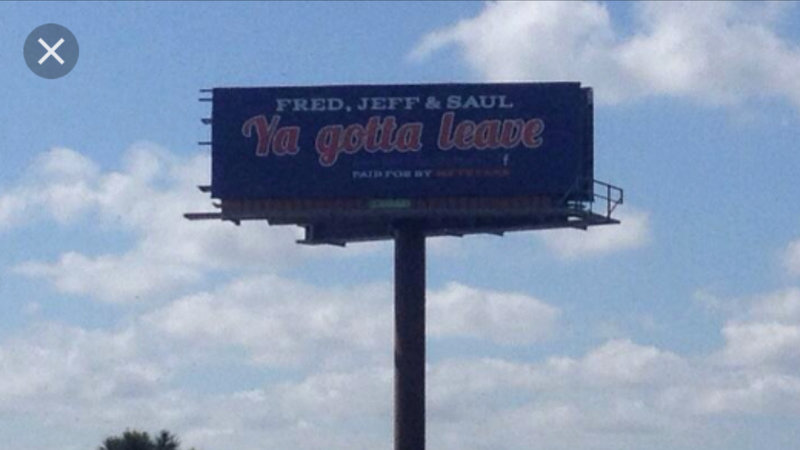 FRED, JEFF & SAUL
Ya gotta leave
f
PAID FOR BY